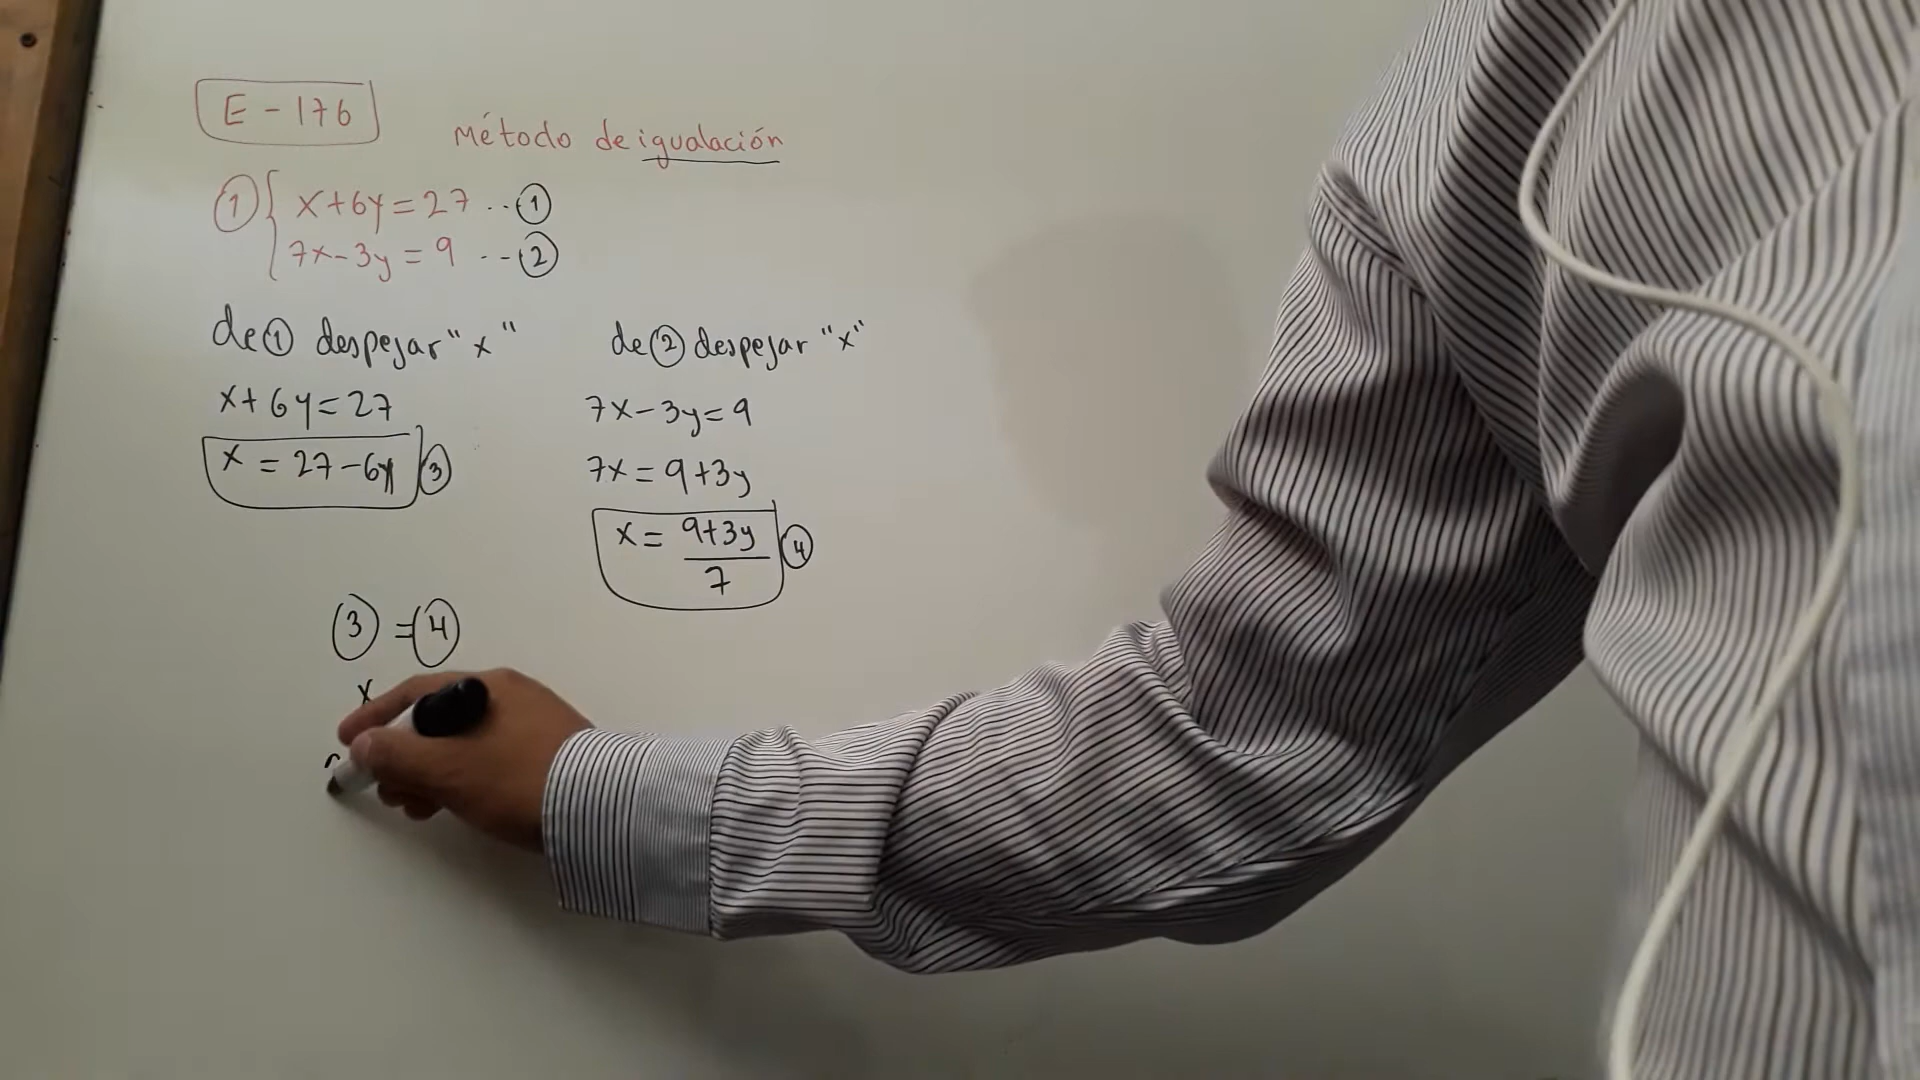 E - 176
Método de igualación
① { x+6y=27 ..①
7x-3y=9 ..②
de① despejar "x"
x+6y=27
x = 27-6y ③
de② despejar "x"
7x-3y=9
7x=9+3y
x= 9+3y ④
7
③ =④
x